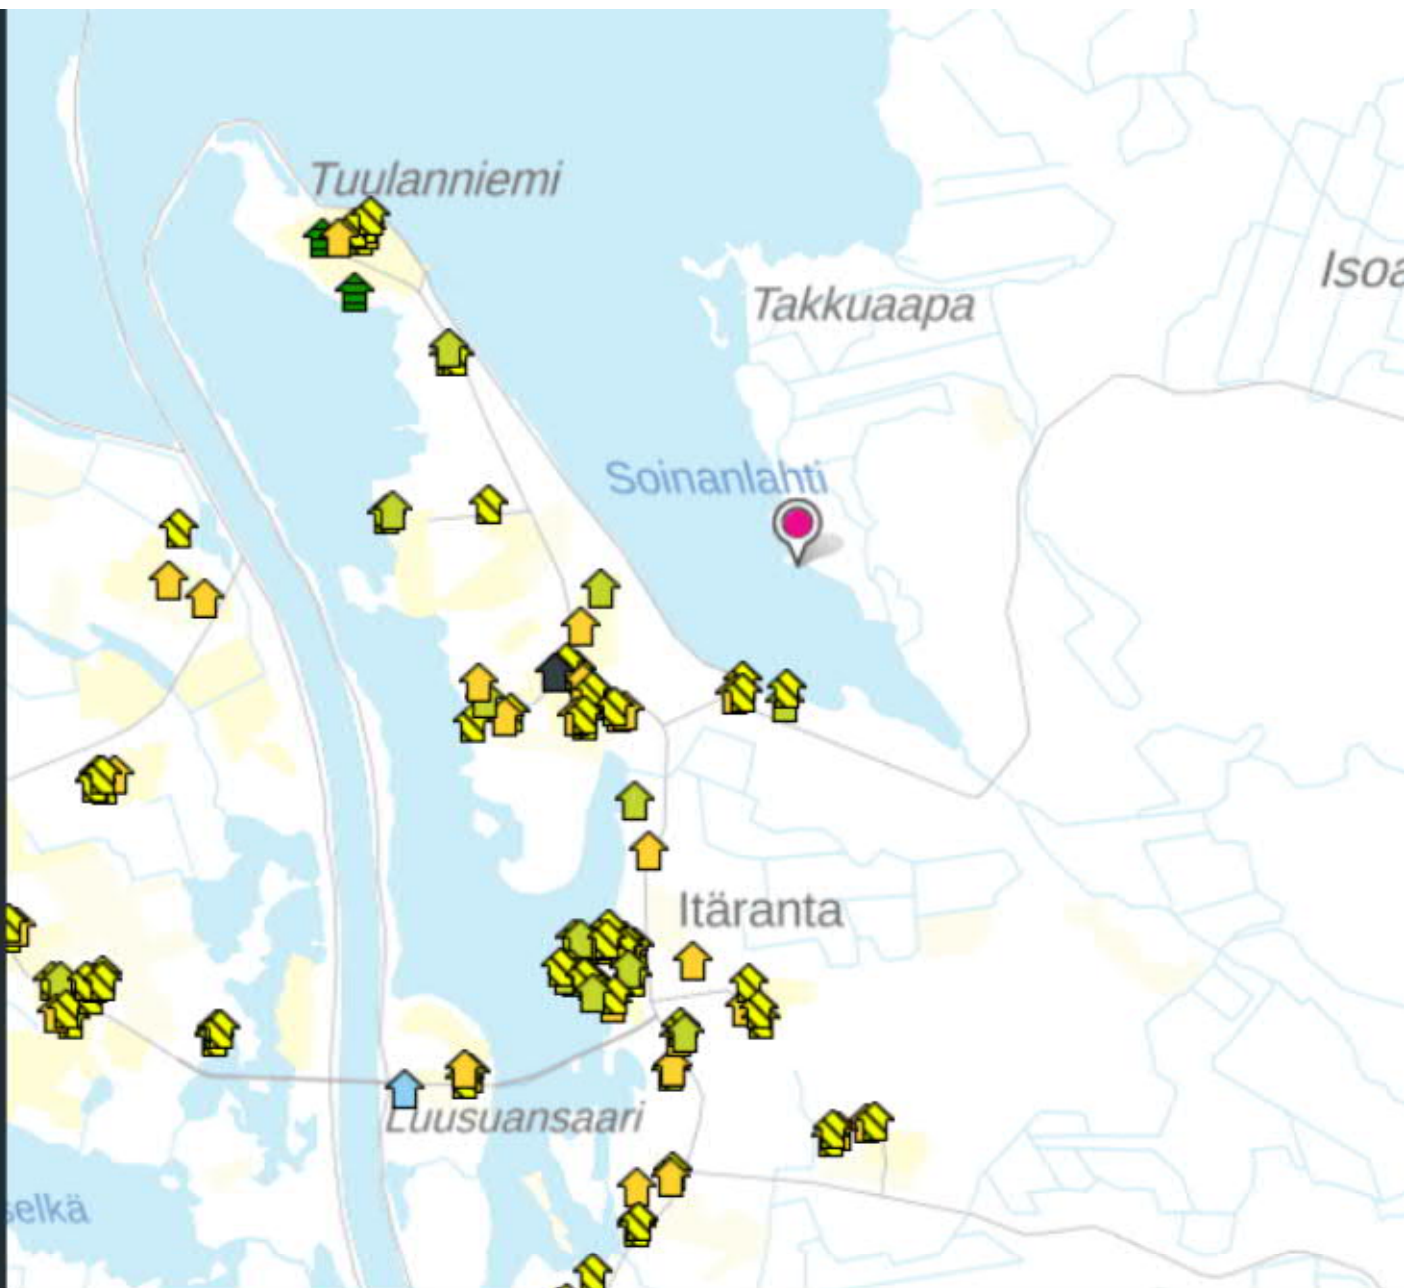 Tuulanniemi
Isoa
Takkuaapa
Soinanlahti
Itäranta
Luusuansaari
selkä